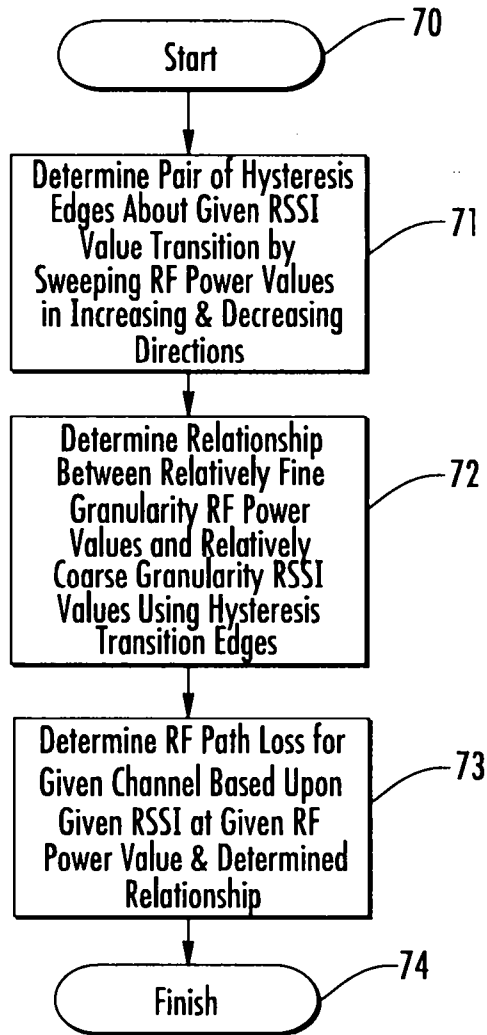 70
Start
Determine Pair of Hysteresis
Edges About Given RSSI
Value Transition by
Sweeping RF Power Values
in Increasing & Decreasing
Directions
71
Determine Relationship
Between Relatively Fine
Granularity RF Power
Values and Relatively
Coarse Granularity RSSI
Values Using Hysteresis
Transition Edges
72
Determine RF Path Loss for
Given Channel Based Upon
Given RSSI at Given RF
Power Value & Determined
Relationship
73
Finish
74